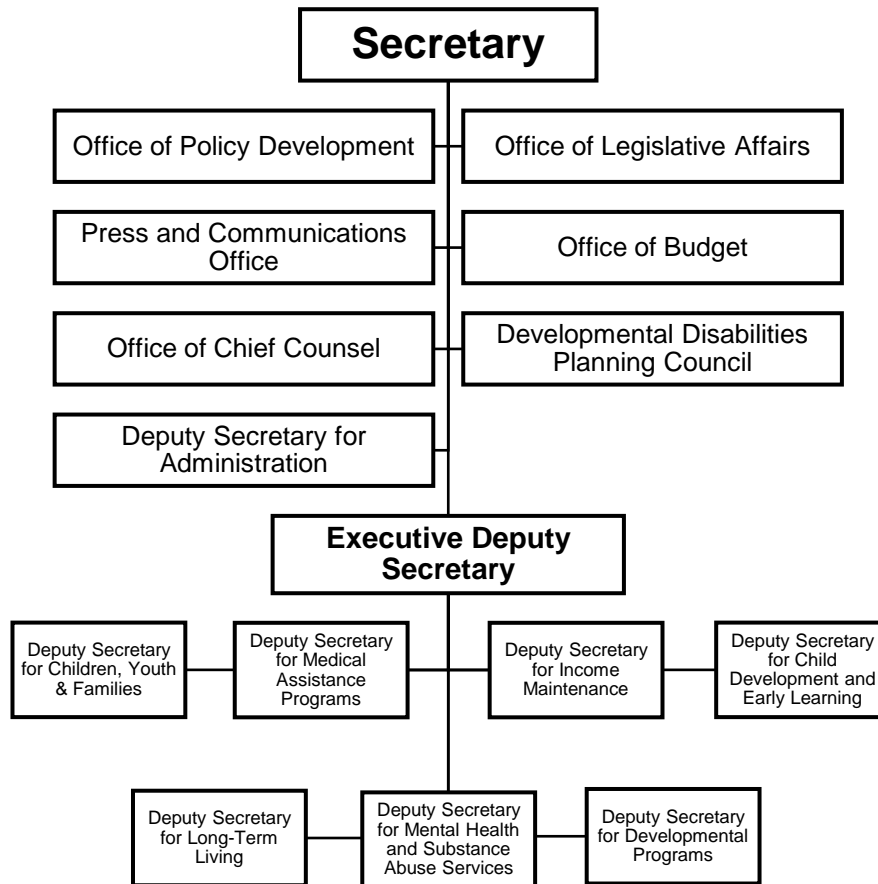 Secretary
Office of Policy Development
Office of Legislative Affairs
Press and Communications
Office
Office of Budget
Office of Chief Counsel
Developmental Disabilities
Planning Council
Deputy Secretary for
Administration
Executive Deputy
Secretary
Deputy Secretary
for Children, Youth
& Families
Deputy Secretary
for Medical
Assistance
Programs
Deputy Secretary
for Income
Maintenance
Deputy Secretary
for Child
Development and
Early Learning
Deputy Secretary
for Long-Term
Living
Deputy Secretary
for Mental Health
and Substance
Abuse Services
Deputy Secretary
for Developmental
Programs